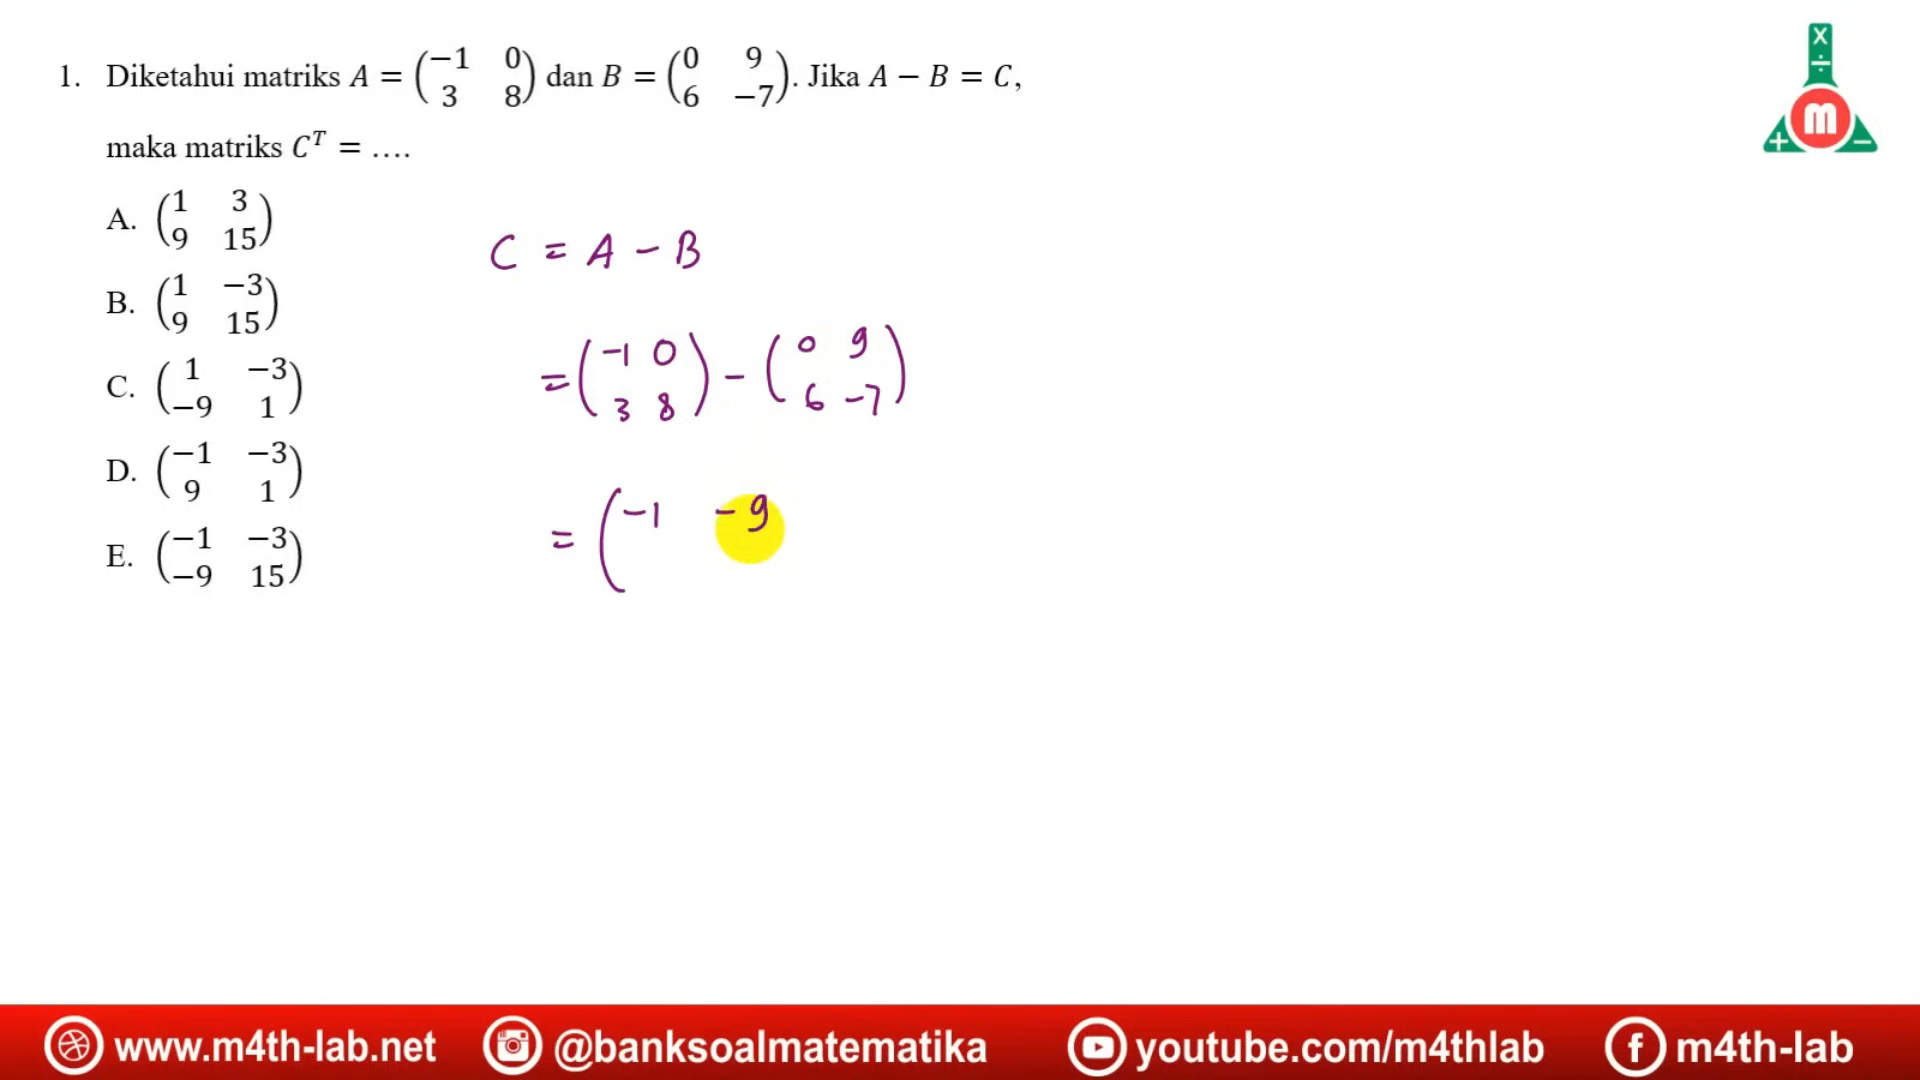 1. Diketahui matriks A = (−1 0 / 3 8) dan B = (0 9 / 6 −7). Jika A − B = C,
maka matriks Cᵀ = ....
A. (1 3 / 9 15)
B. (1 −3 / 9 15)
C. (1 −3 / −9 1)
D. (−1 −3 / 9 1)
E. (−1 −3 / −9 15)
C = A − B
= (−1 0 / 3 8) − (0 9 / 6 −7)
= (−1 −9
x ÷
m
+ −
www.m4th-lab.net @banksoalmatematika youtube.com/m4thlab f m4th-lab